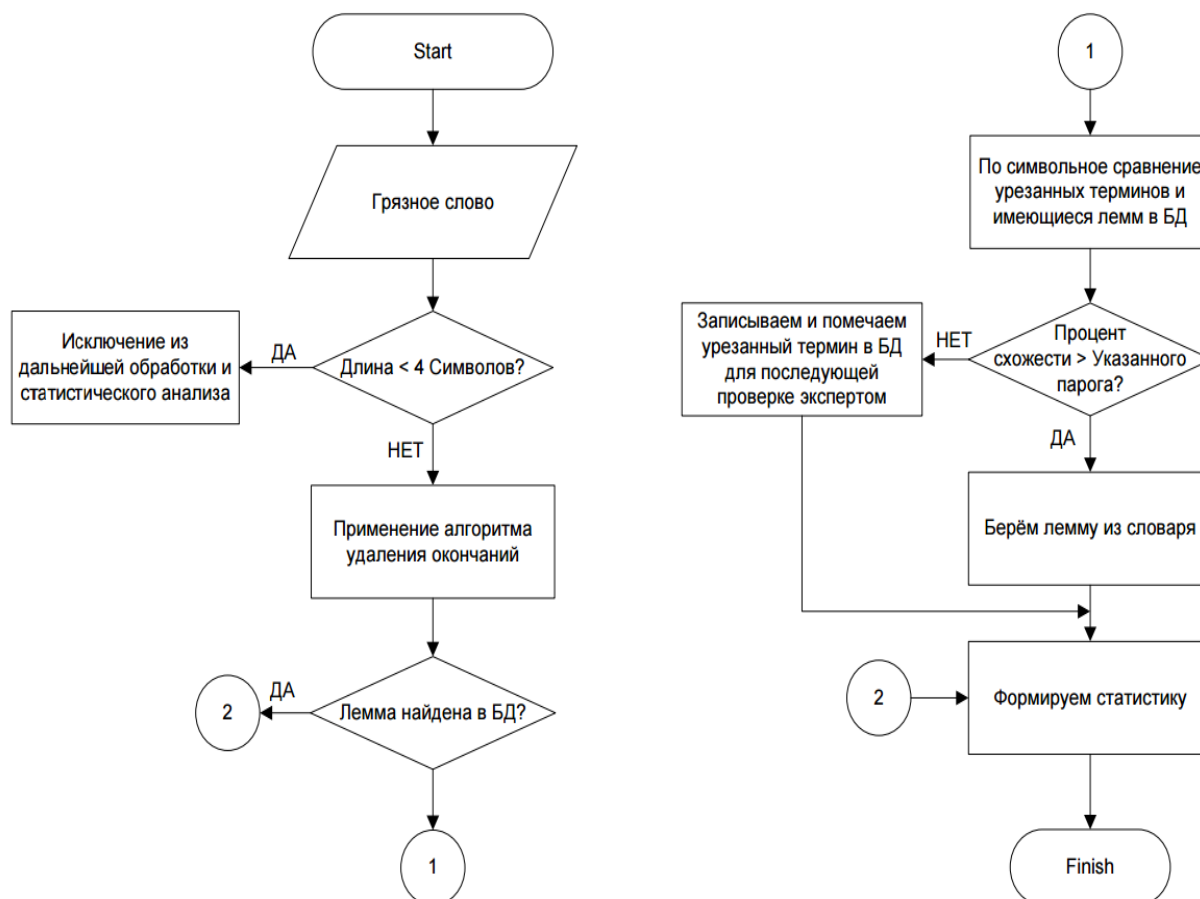 Start
Грязное слово
Длина < 4 Символов?
ДА
Исключение из
дальнейшей обработки и
статистического анализа
НЕТ
Применение алгоритма
удаления окончаний
Лемма найдена в БД?
ДА
2
1
1
По символьное сравнение
урезанных терминов и
имеющиеся лемм в БД
Процент
схожести > Указанного
парога?
НЕТ
Записываем и помечаем
урезанный термин в БД
для последующей
проверке экспертом
ДА
Берём лемму из словаря
2
Формируем статистику
Finish